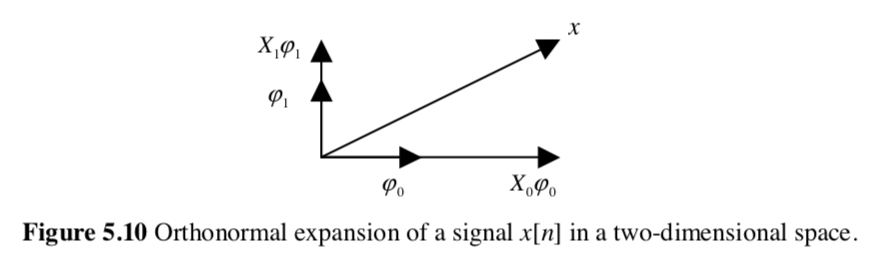 x
X₁φ₁
φ₁
φ₀
X₀φ₀
Figure 5.10 Orthonormal expansion of a signal x[n] in a two-dimensional space.